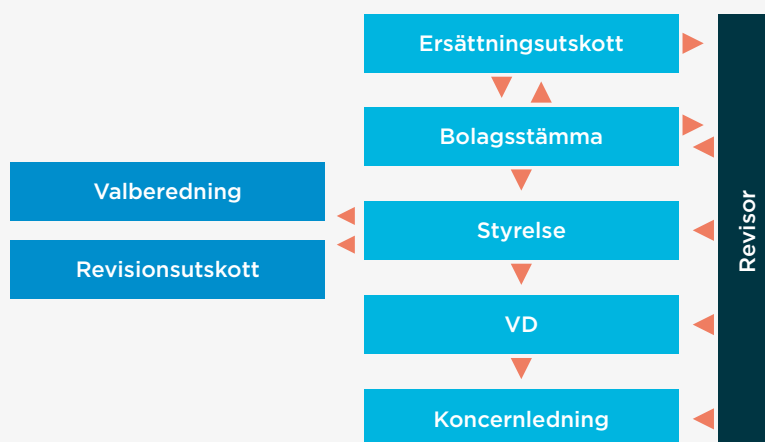 Ersättningsutskott
Bolagsstämma
Valberedning
Styrelse
Revisionsutskott
VD
Koncernledning
Revisor